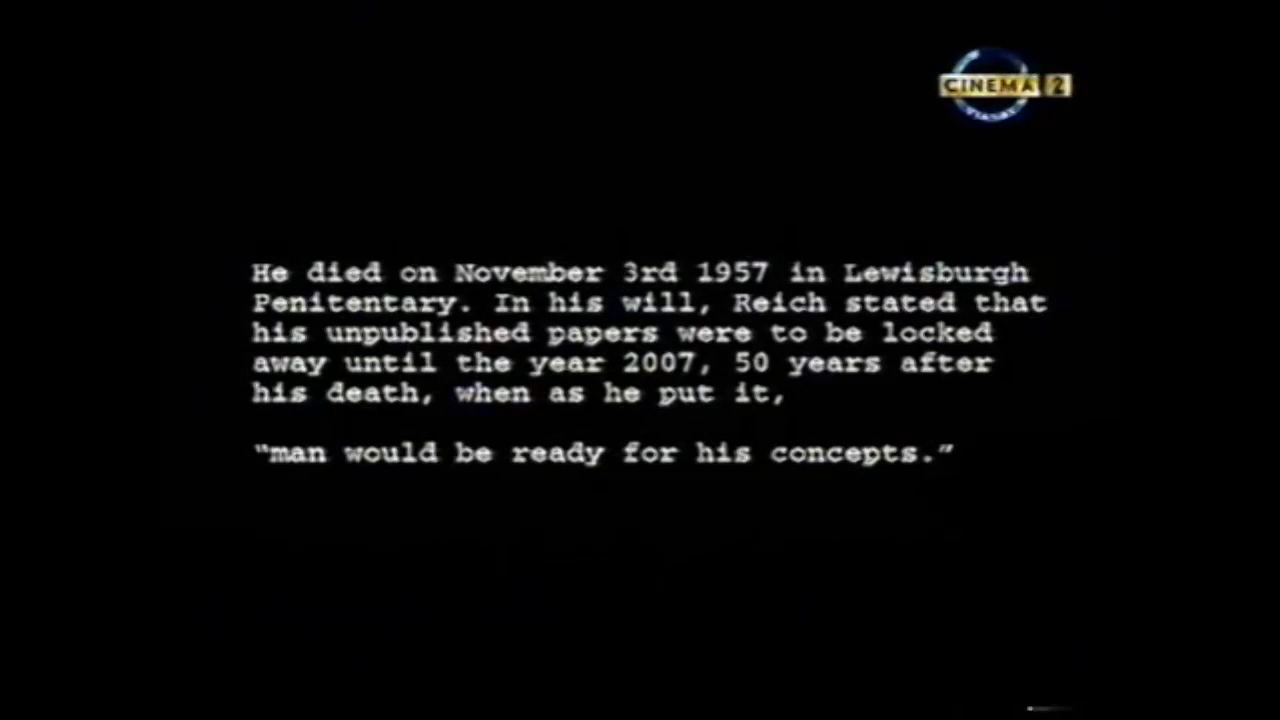 CINEMA 2
VIASAT
He died on November 3rd 1957 in Lewisburgh
Penitentary. In his will, Reich stated that
his unpublished papers were to be locked
away until the year 2007, 50 years after
his death, when as he put it,
“man would be ready for his concepts.”